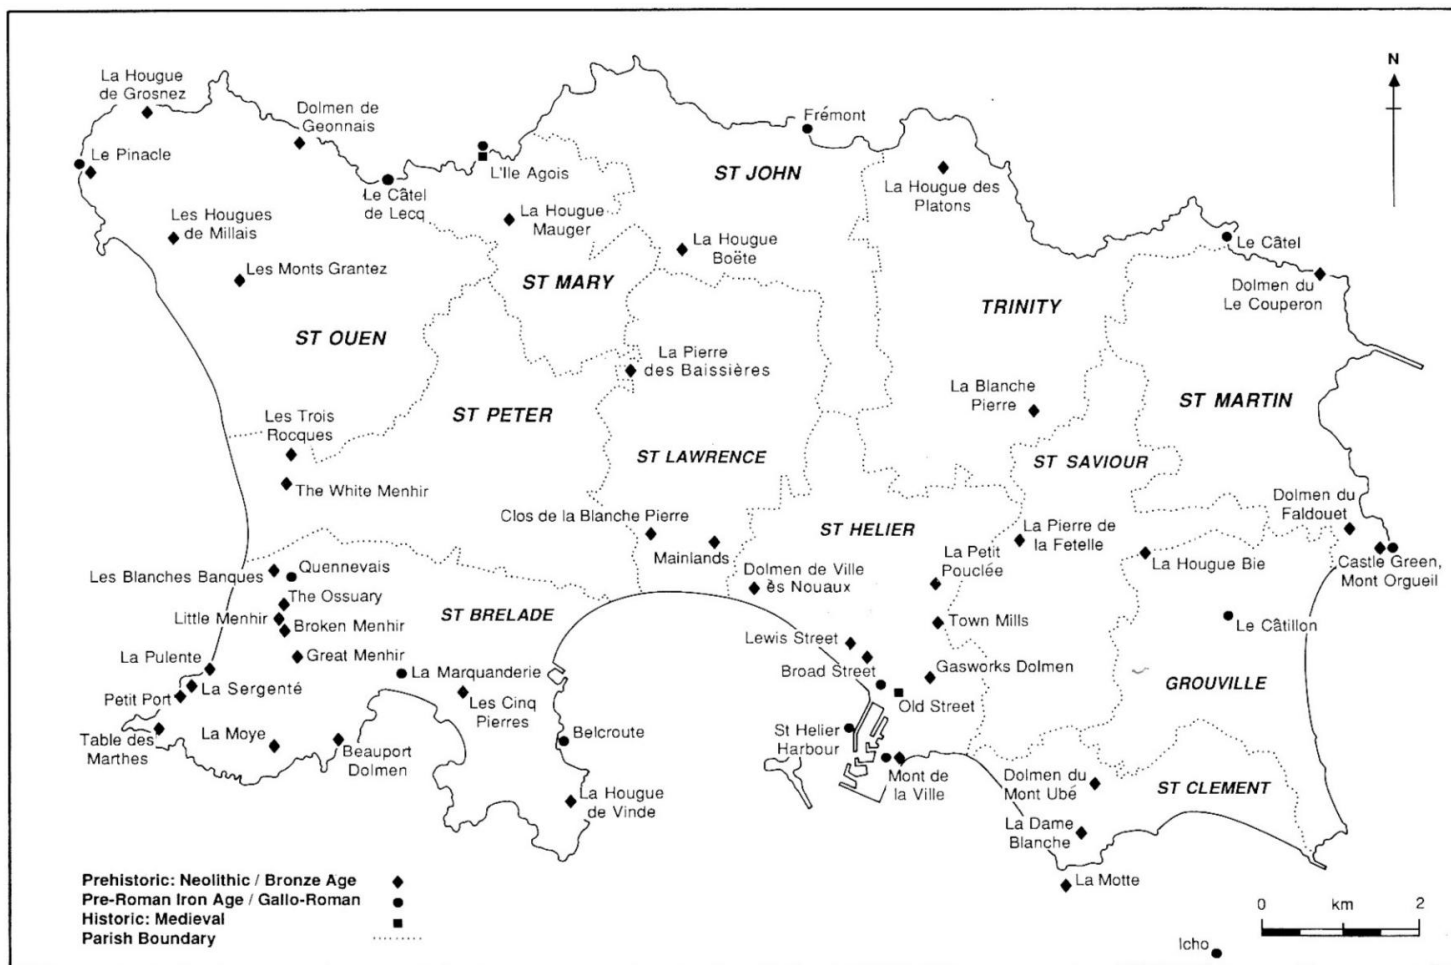 La Hougue
de Grosnez
Dolmen de
Geonnais
Le Pinacle
Le Câtel
de Lecq
L'Ile Agois
Frémont
N
ST JOHN
La Hougue des
Platons
Les Hougues
de Millais
La Hougue
Mauger
La Hougue
Boëte
Le Câtel
Les Monts Grantez
ST MARY
Dolmen du
Le Couperon
TRINITY
ST OUEN
La Pierre
des Baissières
La Blanche
Pierre
ST MARTIN
Les Trois
Rocques
ST PETER
ST LAWRENCE
ST SAVIOUR
The White Menhir
Clos de la Blanche Pierre
Mainlands
ST HELIER
La Pierre de
la Fetelle
Dolmen du
Faldouet
Les Blanches Banques
Quennevais
The Ossuary
Dolmen de Ville
ès Nouaux
La Petit
Pouclée
La Hougue Bie
Castle Green,
Mont Orgueil
Little Menhir
Broken Menhir
ST BRELADE
Lewis Street
Town Mills
Le Câtillon
La Pulente
Great Menhir
La Marquanderie
Broad Street
Gasworks Dolmen
Petit Port
La Sergenté
Les Cinq
Pierres
Old Street
GROUVILLE
Table des
Marthes
La Moye
Beauport
Dolmen
Belcroute
St Helier
Harbour
Mont de
la Ville
Dolmen du
Mont Ubé
ST CLEMENT
La Hougue
de Vinde
La Dame
Blanche
La Motte
Prehistoric: Neolithic / Bronze Age
Pre-Roman Iron Age / Gallo-Roman
Historic: Medieval
Parish Boundary
0 km 2
Icho